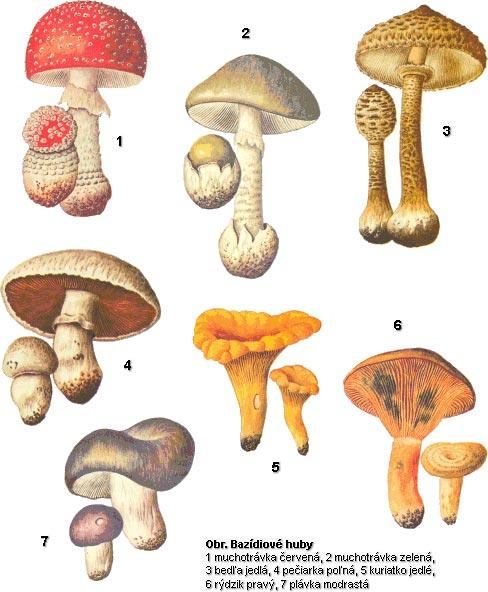 2
1
3
4
6
5
7
Obr. Bazídiové huby
1 muchotrávka červená, 2 muchotrávka zelená,
3 bedľa jedlá, 4 pečiarka poľná, 5 kuriatko jedlé,
6 rýdzik pravý, 7 plávka modrastá